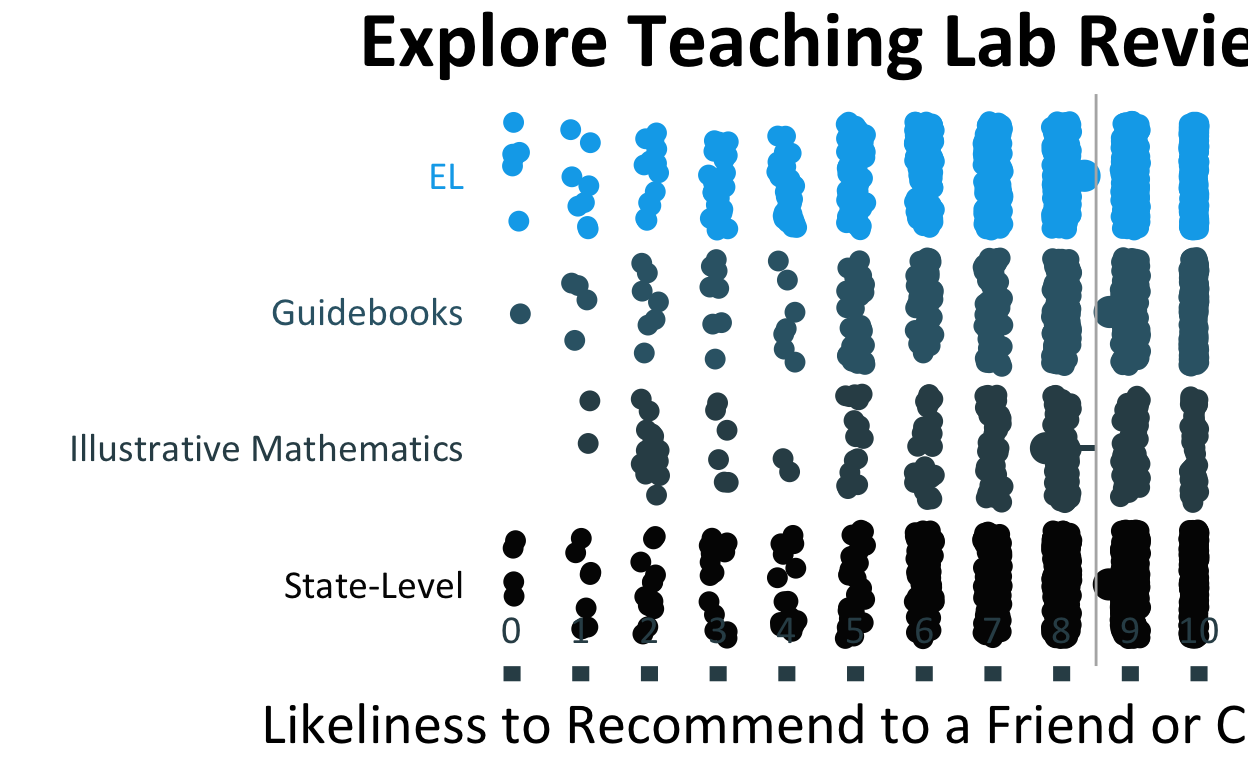 Explore Teaching Lab Revie
EL
Guidebooks
Illustrative Mathematics
State-Level
0 1 2 3 4 5 6 7 8 9 10
Likeliness to Recommend to a Friend or C